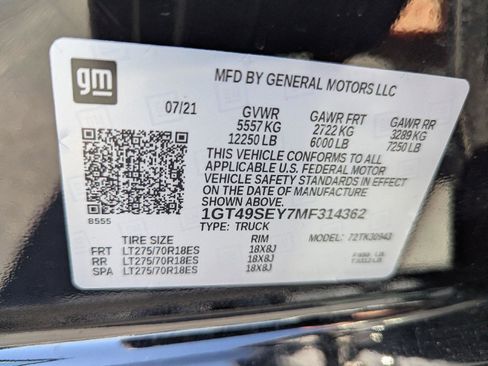 gm
MFD BY GENERAL MOTORS LLC
07/21 GVWR GAWR FRT GAWR RR
5557 KG 2722 KG 3289 KG
12250 LB 6000 LB 7250 LB
THIS VEHICLE CONFORMS TO ALL
APPLICABLE U.S. FEDERAL MOTOR
VEHICLE SAFETY STANDARDS IN EFFECT
ON THE DATE OF MANUFACTURE
SHOWN ABOVE.
8555
1GT49SEY7MF314362
TYPE: TRUCK MODEL: 72TK30943
TIRE SIZE RIM
FRT LT275/70R18ES 18X8J
RR LT275/70R18ES 18X8J
SPA LT275/70R18ES 18X8J